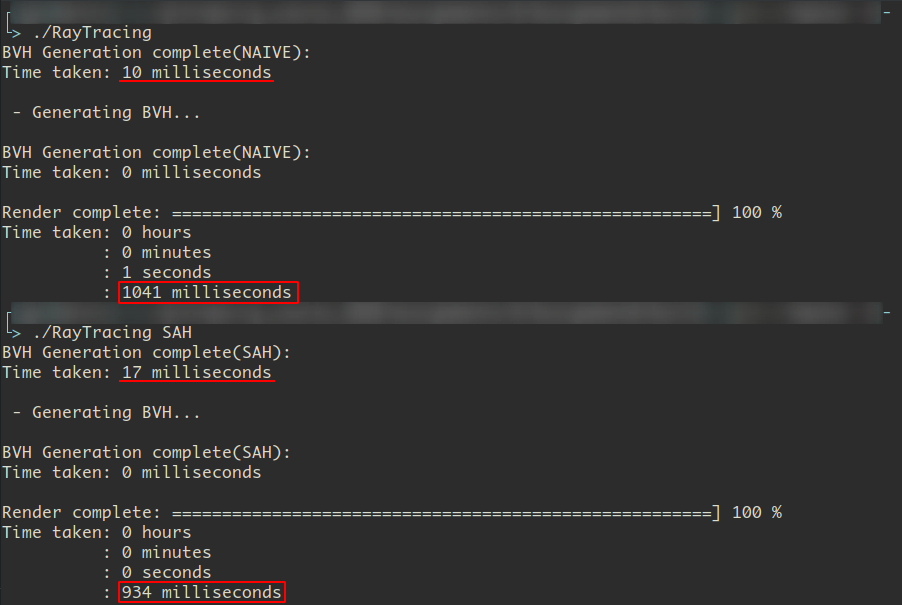 > ./RayTracing
BVH Generation complete(NAIVE):
Time taken: 10 milliseconds
- Generating BVH...
BVH Generation complete(NAIVE):
Time taken: 0 milliseconds
Render complete: ======================================================] 100 %
Time taken: 0 hours
: 0 minutes
: 1 seconds
: 1041 milliseconds
> ./RayTracing SAH
BVH Generation complete(SAH):
Time taken: 17 milliseconds
- Generating BVH...
BVH Generation complete(SAH):
Time taken: 0 milliseconds
Render complete: ======================================================] 100 %
Time taken: 0 hours
: 0 minutes
: 0 seconds
: 934 milliseconds